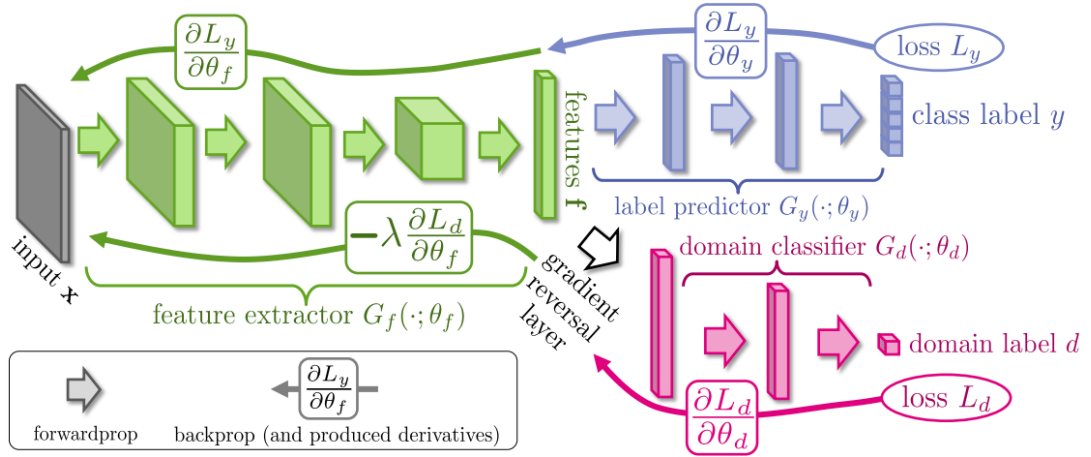 ∂L_y/∂θ_f
∂L_y/∂θ_y
loss L_y
features f
class label y
label predictor G_y(·;θ_y)
input x
−λ ∂L_d/∂θ_f
feature extractor G_f(·;θ_f)
gradient
reversal
layer
domain classifier G_d(·;θ_d)
domain label d
∂L_d/∂θ_d
loss L_d
forwardprop
∂L_y/∂θ_f
backprop (and produced derivatives)